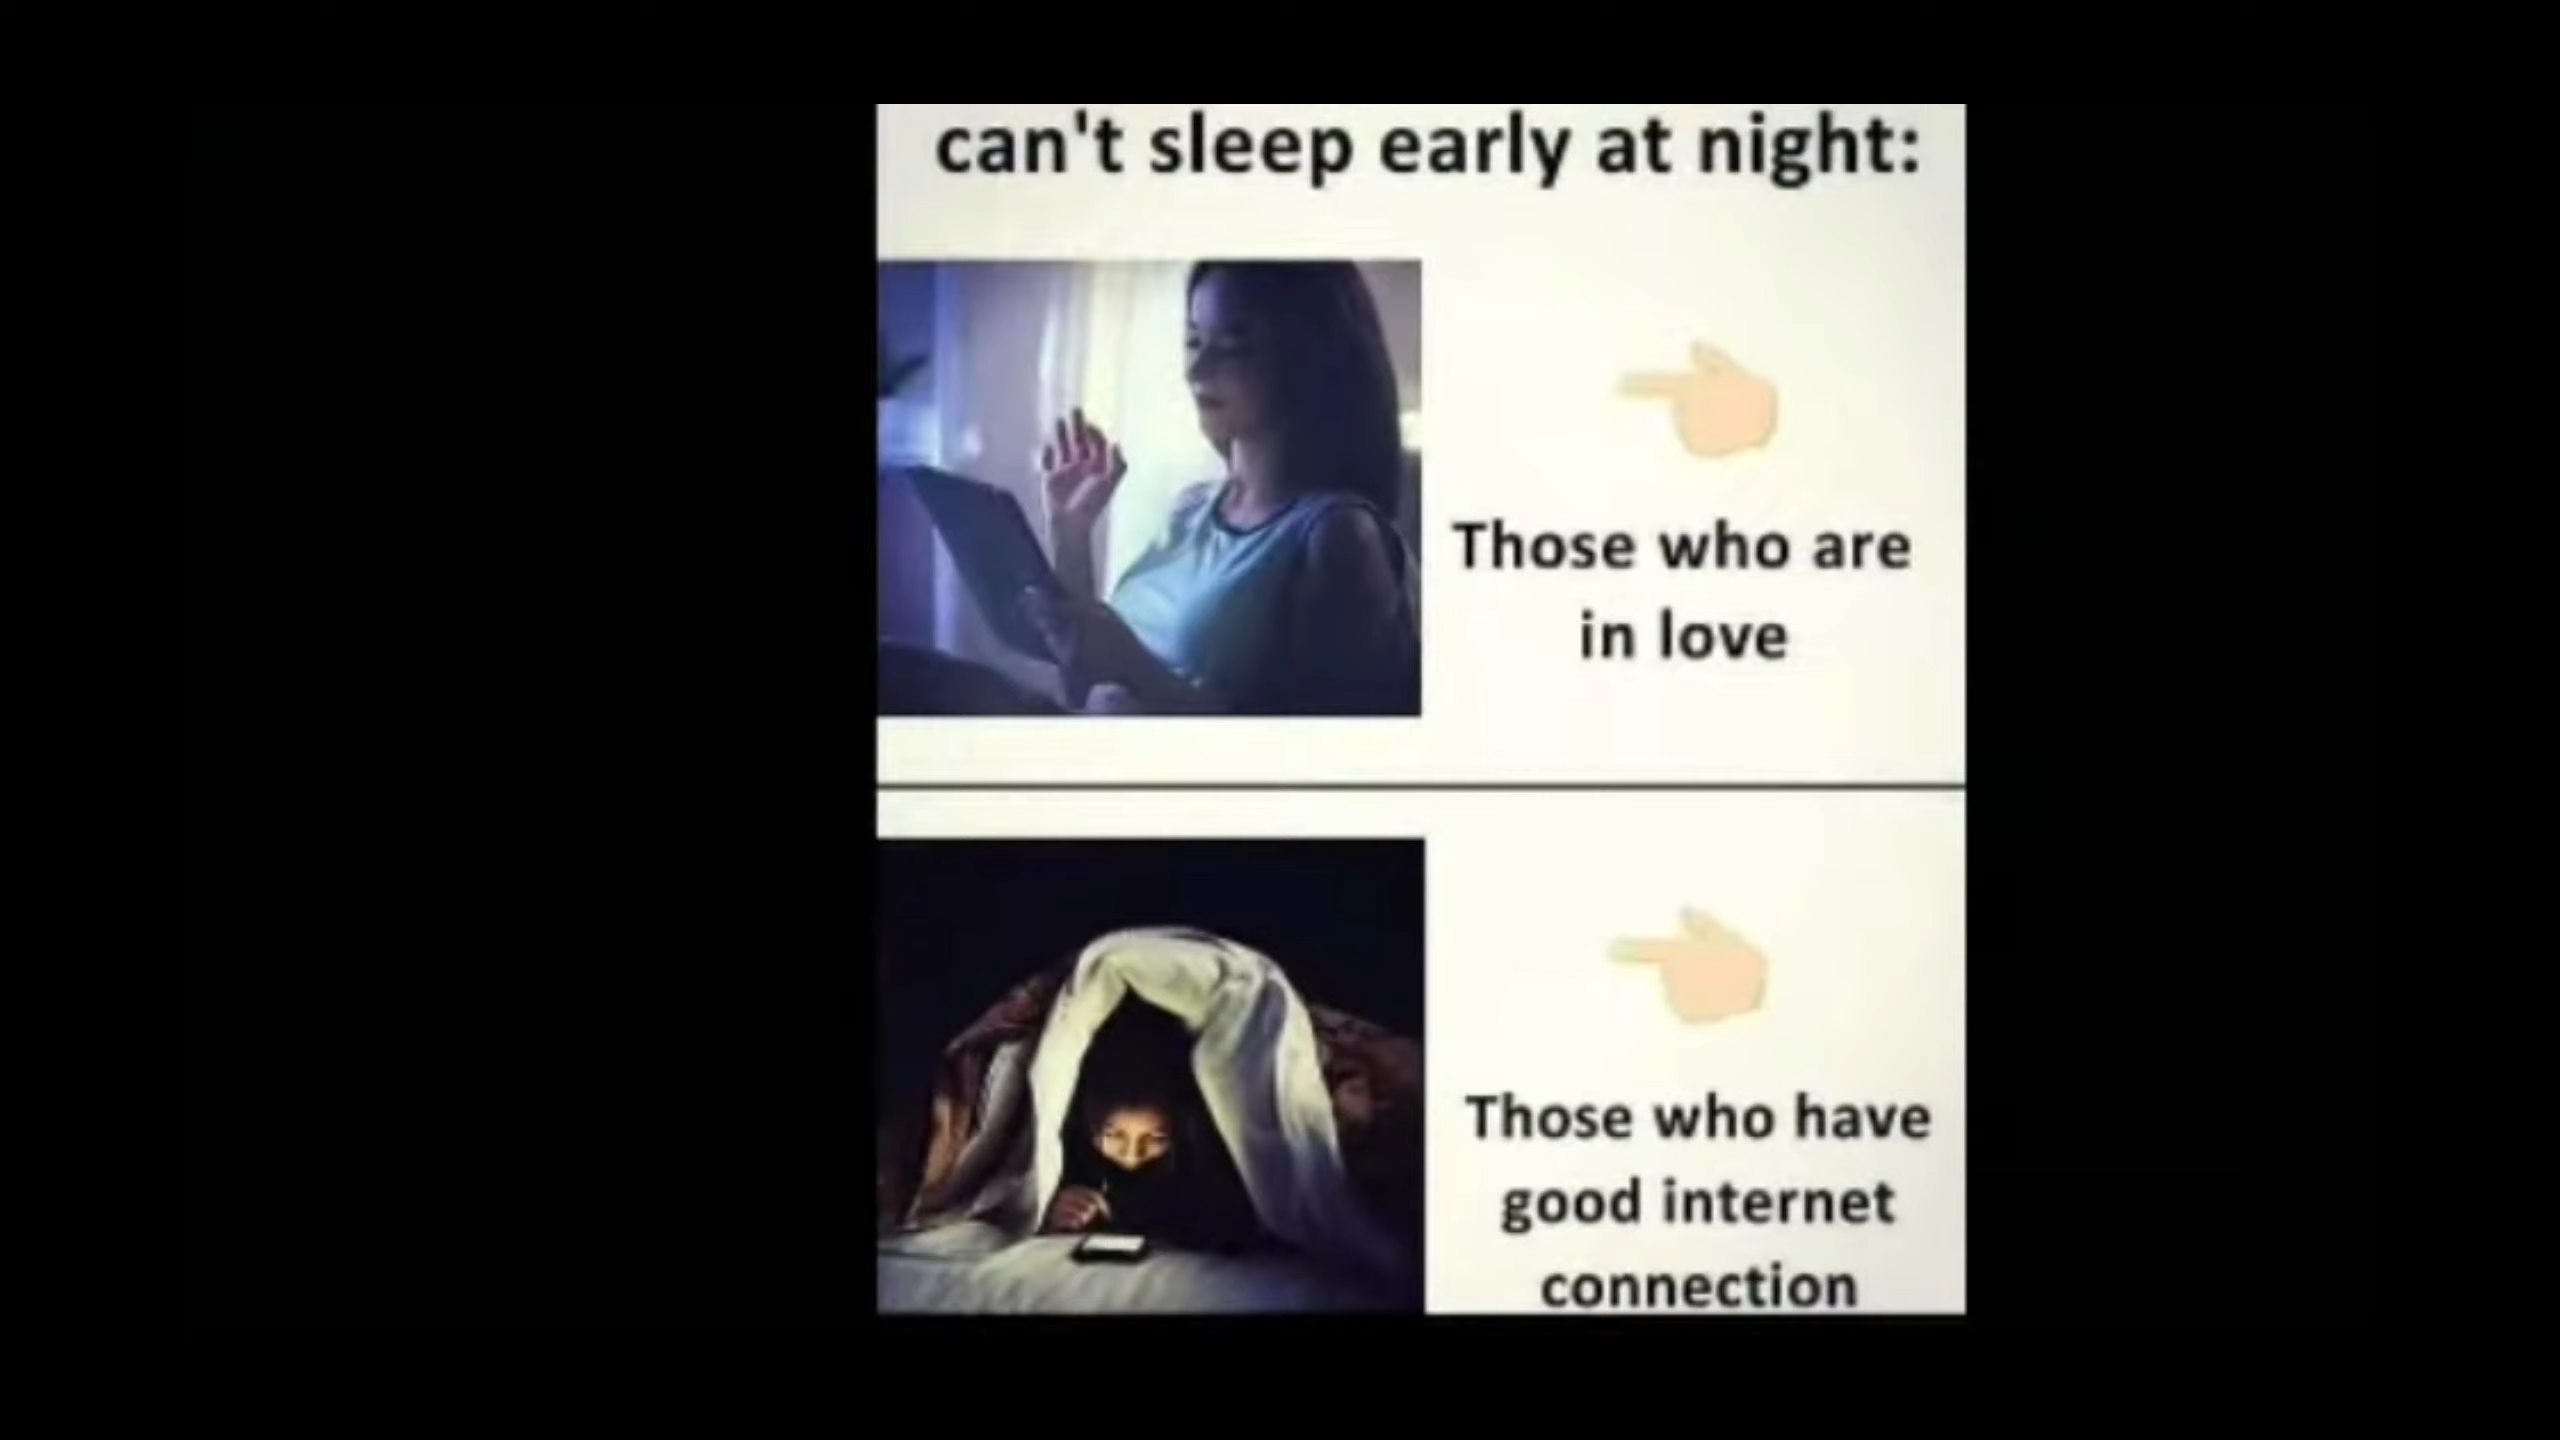 can't sleep early at night:
Those who are
in love
Those who have
good internet
connection